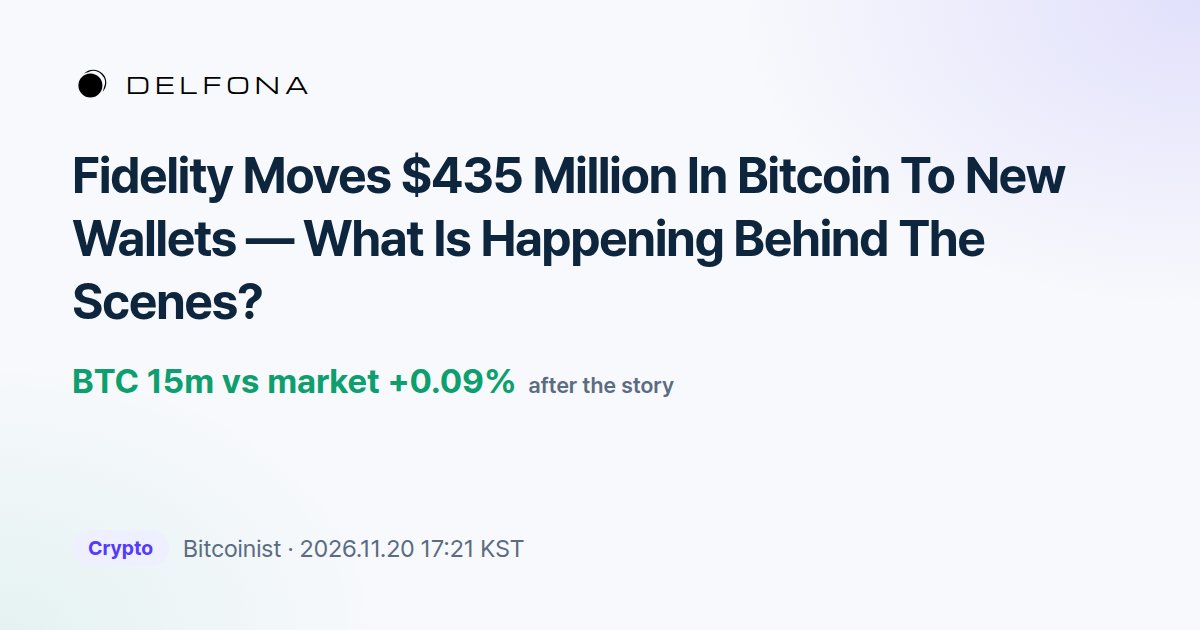 DELFONA
Fidelity Moves $435 Million In Bitcoin To New
Wallets — What Is Happening Behind The
Scenes?
BTC 15m vs market +0.09% after the story
Crypto Bitcoinist · 2026.11.20 17:21 KST